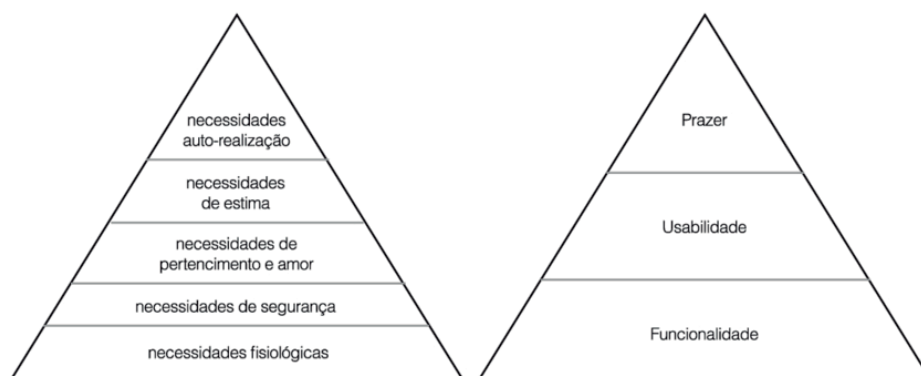 necessidades
auto-realização
necessidades
de estima
necessidades de
pertencimento e amor
necessidades de segurança
necessidades fisiológicas
Prazer
Usabilidade
Funcionalidade